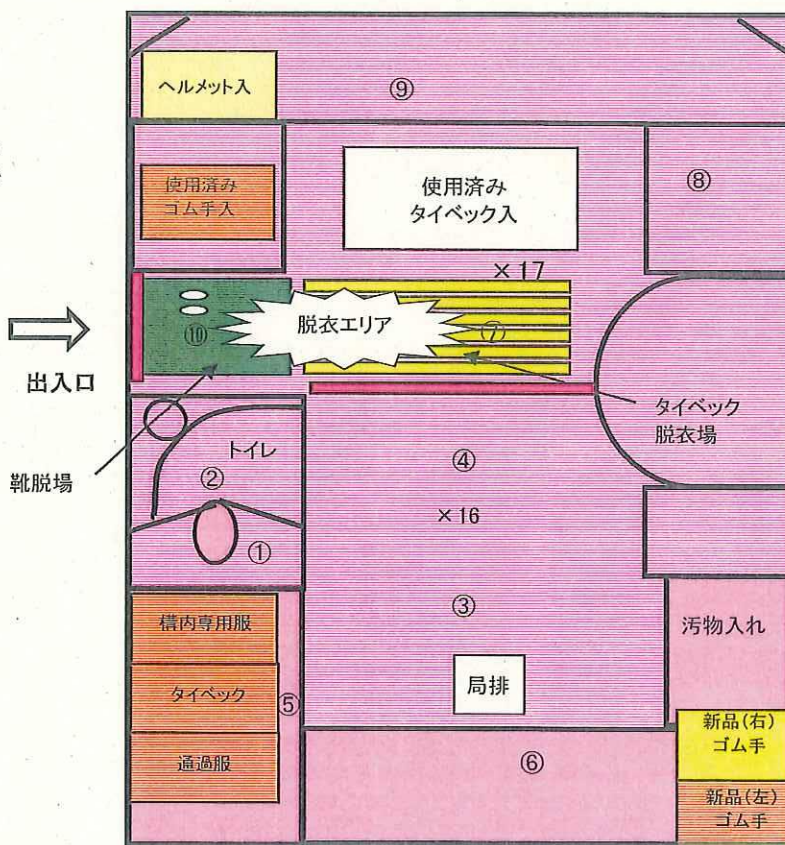 ヘルメット入
⑨
使用済み
ゴム手入
使用済み
タイベック入
⑧
×17
⑩
脱衣エリア
⑦
出入口
タイベック
脱衣場
靴脱場
トイレ
②
④
×16
①
③
構内専用服
汚物入れ
タイベック
⑤
局排
新品(右)
ゴム手
通過服
⑥
新品(左)
ゴム手